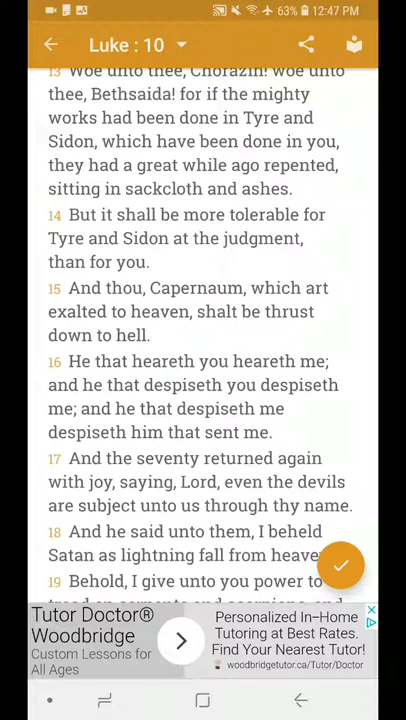 63% 12:47 PM
Luke : 10
13 Woe unto thee, Chorazin! woe unto
thee, Bethsaida! for if the mighty
works had been done in Tyre and
Sidon, which have been done in you,
they had a great while ago repented,
sitting in sackcloth and ashes.
14 But it shall be more tolerable for
Tyre and Sidon at the judgment,
than for you.
15 And thou, Capernaum, which art
exalted to heaven, shalt be thrust
down to hell.
16 He that heareth you heareth me;
and he that despiseth you despiseth
me; and he that despiseth me
despiseth him that sent me.
17 And the seventy returned again
with joy, saying, Lord, even the devils
are subject unto us through thy name.
18 And he said unto them, I beheld
Satan as lightning fall from heave
19 Behold, I give unto you power to
tread on serpents and scorpions, and
Tutor Doctor®
Woodbridge
Custom Lessons for
All Ages
Personalized In–Home
Tutoring at Best Rates.
Find Your Nearest Tutor!
woodbridgetutor.ca/Tutor/Doctor